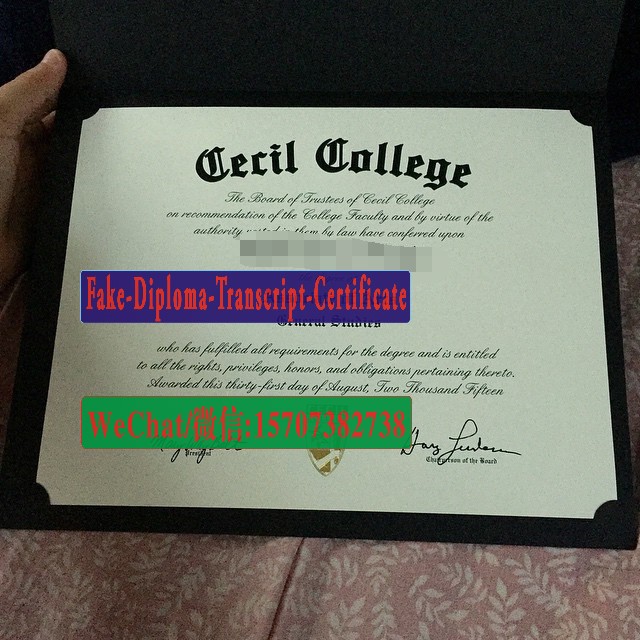 Cecil College
The Board of Trustees of Cecil College
on recommendation of the College Faculty and by virtue of the
authority vested in them by law have conferred upon
Fake-Diploma-Transcript-Certificate
General Studies
who has fulfilled all requirements for the degree and is entitled
to all the rights, privileges, honors, and obligations pertaining thereto.
Awarded this thirty-first day of August, Two Thousand Fifteen
WeChat/微信:15707382738
President
Chairperson of the Board